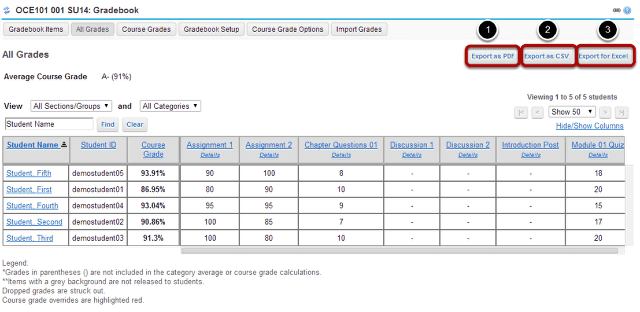 OCE101 001 SU14: Gradebook
Gradebook Items All Grades Course Grades Gradebook Setup Course Grade Options Import Grades
1 2 3
All Grades
Export as PDF Export as CSV Export for Excel
Average Course Grade A- (91%)
Viewing 1 to 5 of 5 students
View All Sections/Groups and All Categories
|< < Show 50 > >|
Student Name Find Clear
Hide/Show Columns
Student Name Student ID Course Grade Assignment 1 Assignment 2 Chapter Questions 01 Discussion 1 Discussion 2 Introduction Post Module 01 Quiz
Details Details Details Details Details Details Details
Student, Fifth demostudent05 93.91% 90 100 8 - - - 18
Student, First demostudent01 86.95% 80 90 10 - - - 20
Student, Fourth demostudent04 93.04% 95 95 9 - - - 15
Student, Second demostudent02 90.86% 100 85 7 - - - 17
Student, Third demostudent03 91.3% 100 80 10 - - - 20
Legend:
*Grades in parentheses () are not included in the category average or course grade calculations.
**Items with a grey background are not released to students.
Dropped grades are struck out.
Course grade overrides are highlighted red.